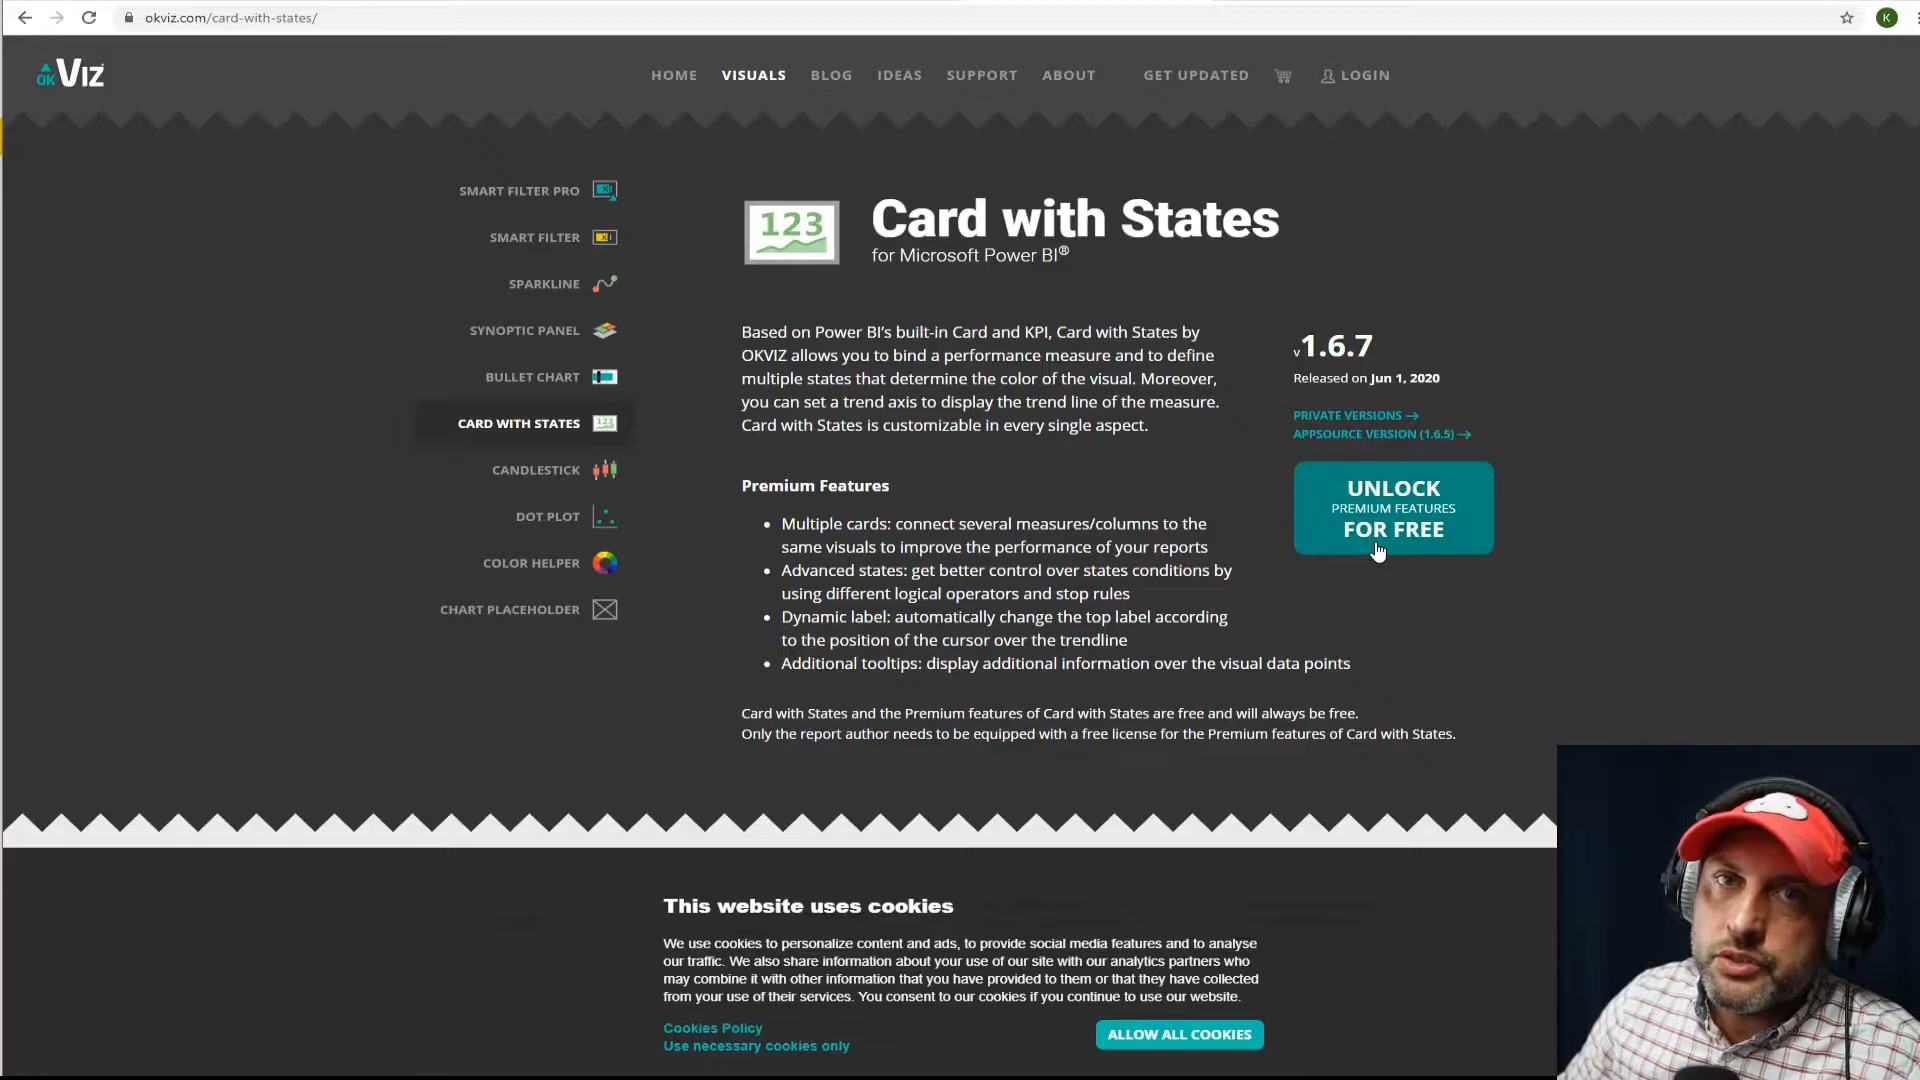 okviz.com/card-with-states/
K
OK VIZ
HOME VISUALS BLOG IDEAS SUPPORT ABOUT GET UPDATED LOGIN
SMART FILTER PRO
SMART FILTER
SPARKLINE
SYNOPTIC PANEL
BULLET CHART
CARD WITH STATES
CANDLESTICK
DOT PLOT
COLOR HELPER
CHART PLACEHOLDER
123
Card with States
for Microsoft Power BI®
Based on Power BI's built-in Card and KPI, Card with States by
OKVIZ allows you to bind a performance measure and to define
multiple states that determine the color of the visual. Moreover,
you can set a trend axis to display the trend line of the measure.
Card with States is customizable in every single aspect.
v1.6.7
Released on Jun 1, 2020
PRIVATE VERSIONS →
APPSOURCE VERSION (1.6.5) →
UNLOCK
PREMIUM FEATURES
FOR FREE
Premium Features
• Multiple cards: connect several measures/columns to the
same visuals to improve the performance of your reports
• Advanced states: get better control over states conditions by
using different logical operators and stop rules
• Dynamic label: automatically change the top label according
to the position of the cursor over the trendline
• Additional tooltips: display additional information over the visual data points
Card with States and the Premium features of Card with States are free and will always be free.
Only the report author needs to be equipped with a free license for the Premium features of Card with States.
This website uses cookies
We use cookies to personalize content and ads, to provide social media features and to analyse
our traffic. We also share information about your use of our site with our analytics partners who
may combine it with other information that you have provided to them or that they have collected
from your use of their services. You consent to our cookies if you continue to use our website.
Cookies Policy
Use necessary cookies only
ALLOW ALL COOKIES